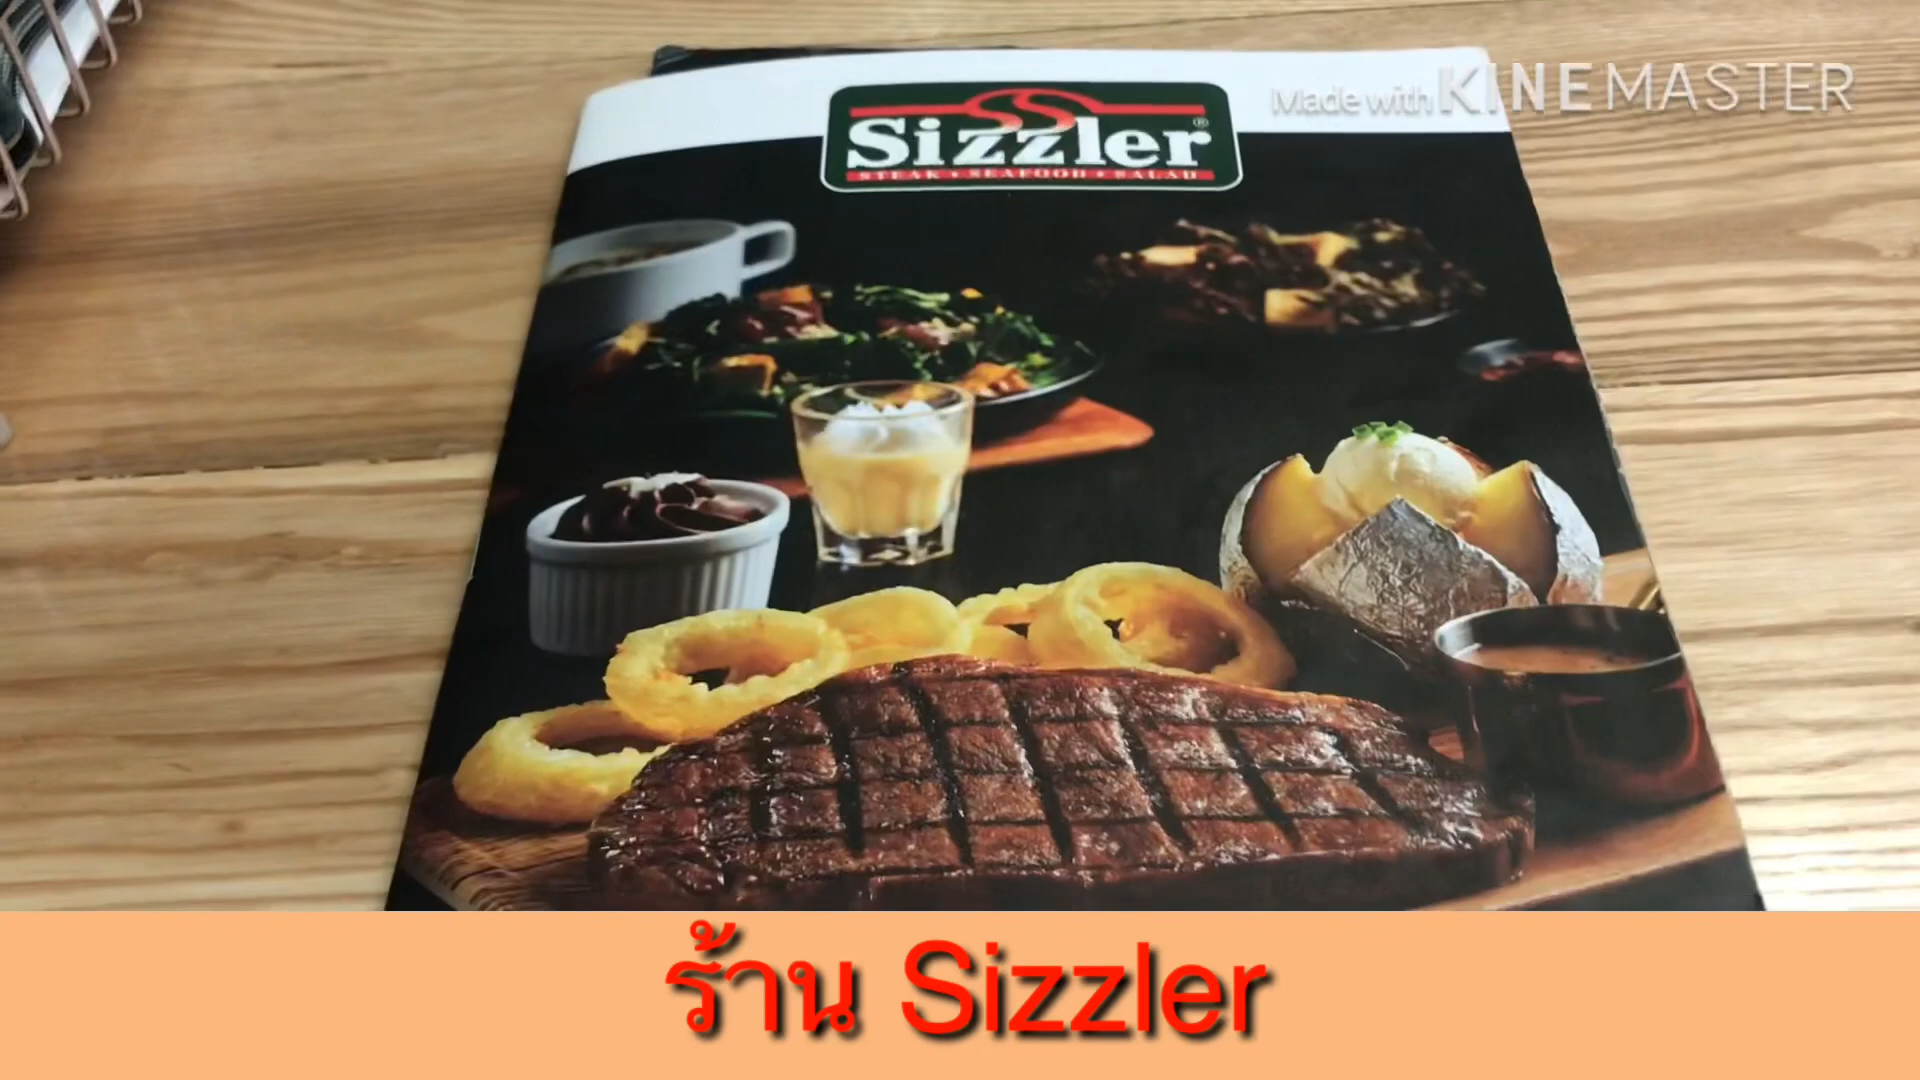 Made with KINEMASTER
Sizzler®
STEAK • SEAFOOD • SALAD
ร้าน Sizzler